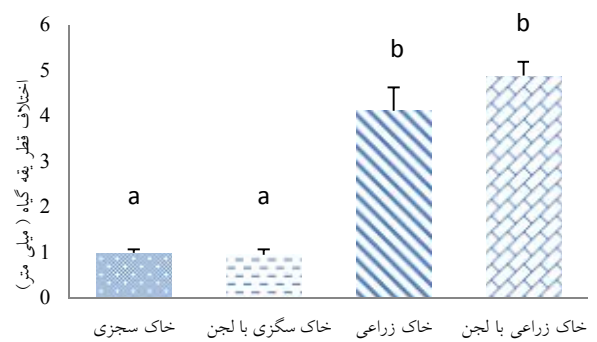 اختلاف قطر یقه گیاه ( میلی متر)
6
5
4
3
2
1
0
a a b b
خاک سجزی خاک سگزی با لجن خاک زراعی خاک زراعی با لجن